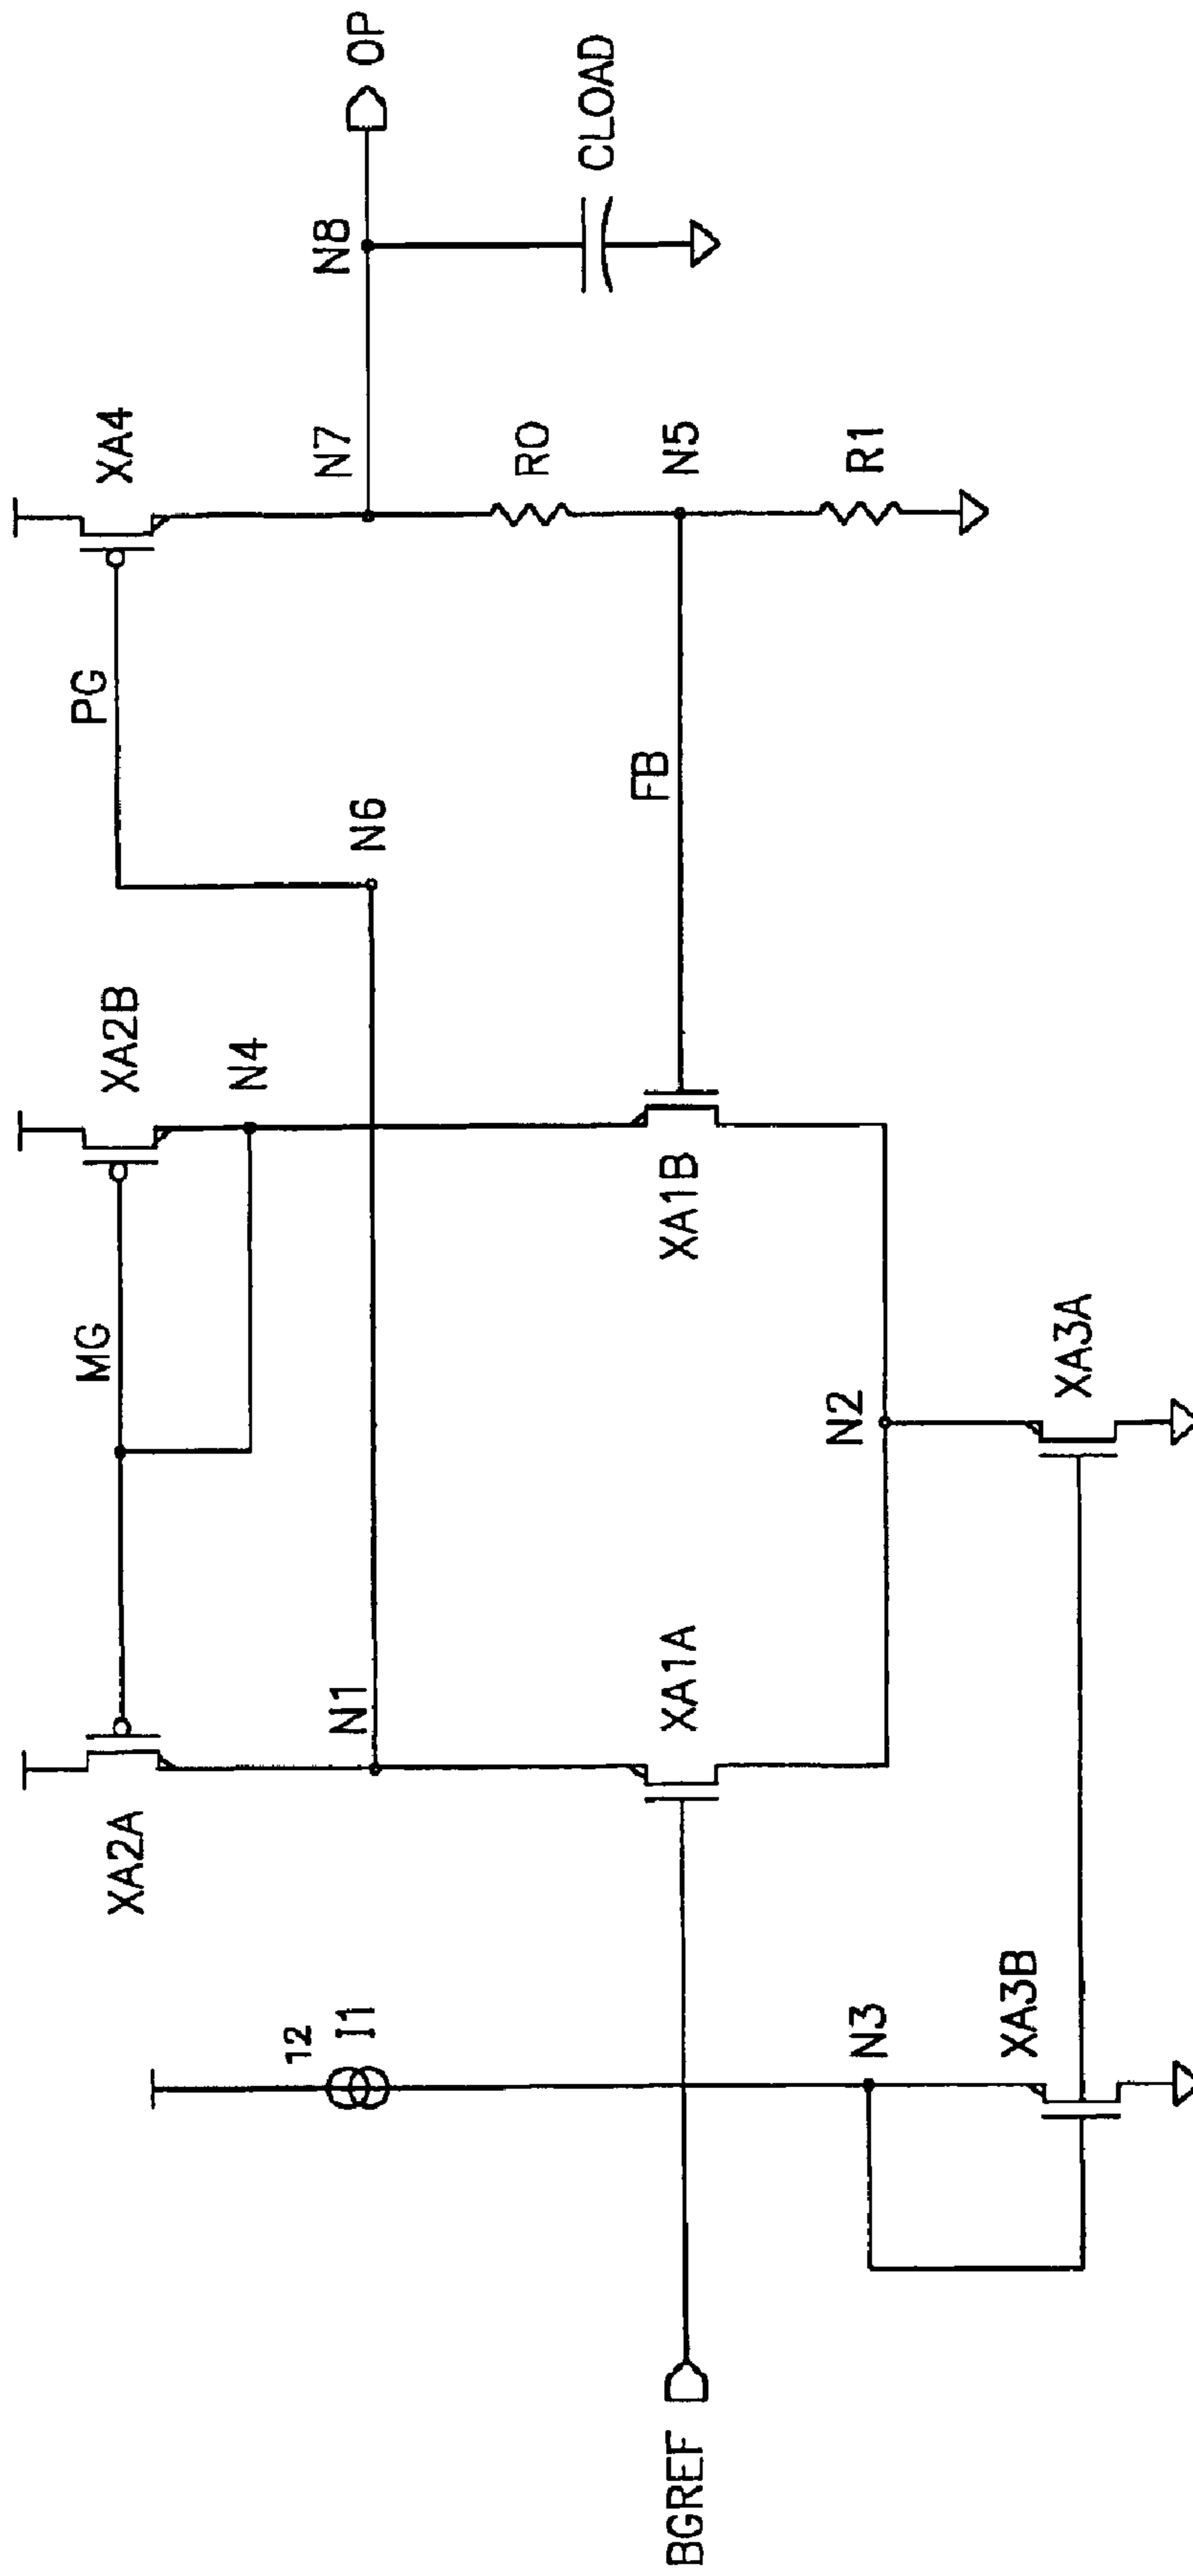 XA2A
MG
XA2B
PG
XA4
12
I1
N1
N4
N6
N7
N8
OP
BGREF
XA1A
XA1B
FB
R0
N5
CLOAD
N3
N2
R1
XA3B
XA3A